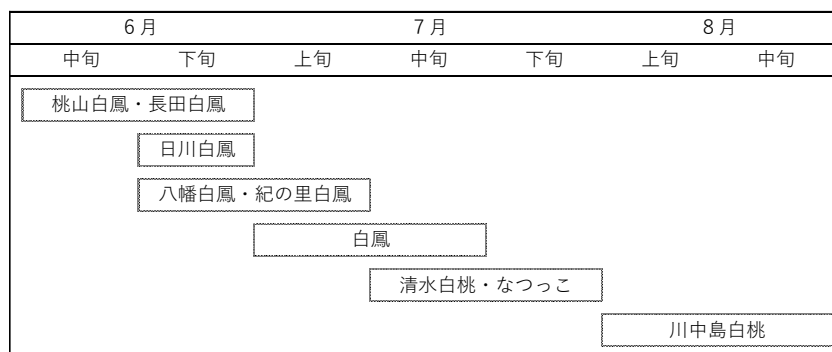 ６月 ７月 ８月
中旬 下旬 上旬 中旬 下旬 上旬 中旬
桃山白鳳・長田白鳳
日川白鳳
八幡白鳳・紀の里白鳳
白鳳
清水白桃・なつっこ
川中島白桃